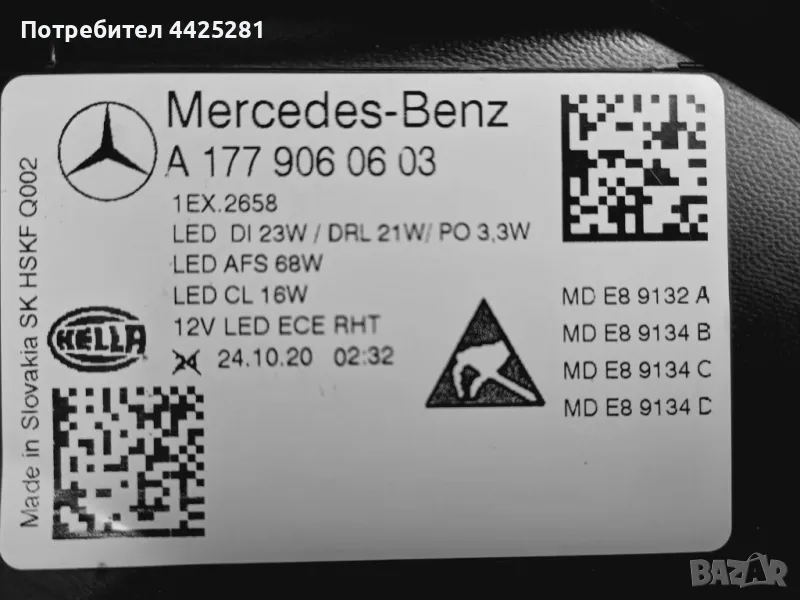 Потребител 4425281
Mercedes-Benz
A 177 906 06 03
1EX.2658
LED DI 23W / DRL 21W/ PO 3,3W
LED AFS 68W
LED CL 16W
12V LED ECE RHT
24.10.20 02:32
HELLA
Made in Slovakia SK HSKF Q002
MD E8 9132 A
MD E8 9134 B
MD E8 9134 C
MD E8 9134 D
BAZAR